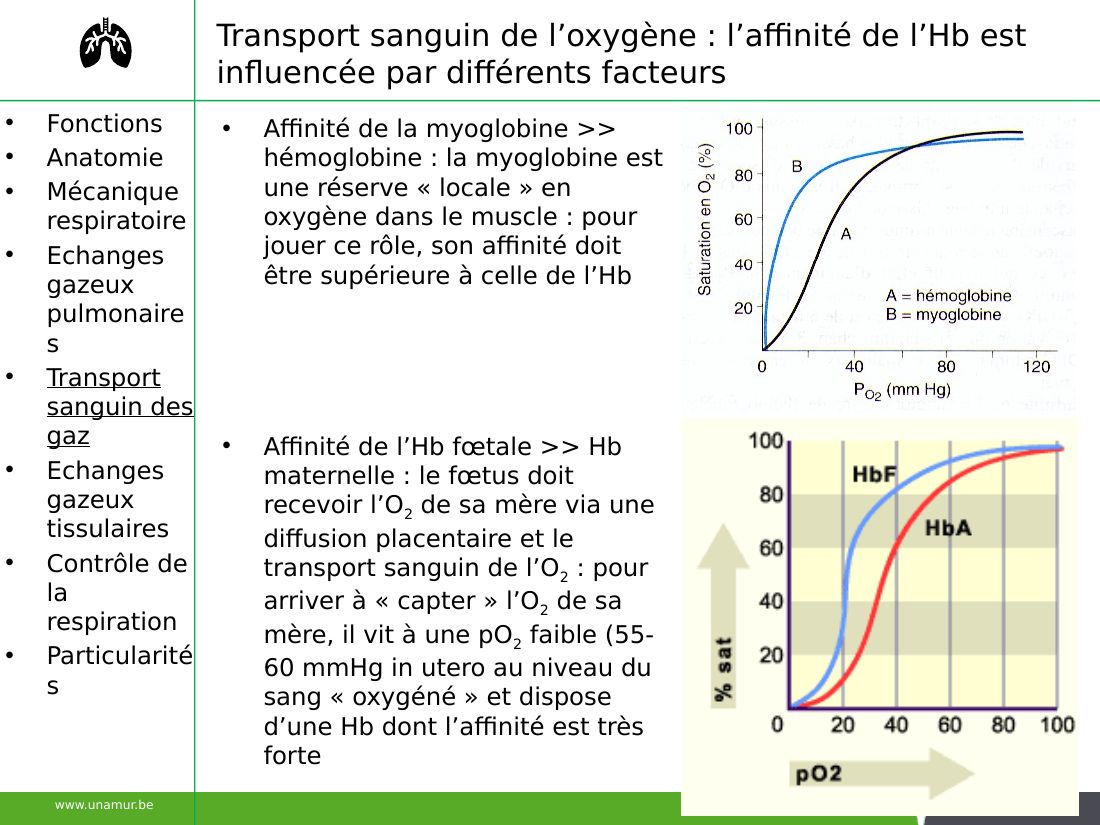 Transport sanguin de l’oxygène : l’affinité de l’Hb est
influencée par différents facteurs
• Fonctions
• Anatomie
• Mécanique
respiratoire
• Echanges
gazeux
pulmonaire
s
• Transport
sanguin des
gaz
• Echanges
gazeux
tissulaires
• Contrôle de
la
respiration
• Particularité
s
• Affinité de la myoglobine >>
hémoglobine : la myoglobine est
une réserve « locale » en
oxygène dans le muscle : pour
jouer ce rôle, son affinité doit
être supérieure à celle de l’Hb
• Affinité de l’Hb fœtale >> Hb
maternelle : le fœtus doit
recevoir l’O2 de sa mère via une
diffusion placentaire et le
transport sanguin de l’O2 : pour
arriver à « capter » l’O2 de sa
mère, il vit à une pO2 faible (55-
60 mmHg in utero au niveau du
sang « oxygéné » et dispose
d’une Hb dont l’affinité est très
forte
Saturation en O2 (%)
100
80
60
40
20
B
A
A = hémoglobine
B = myoglobine
0 40 80 120
PO2 (mm Hg)
100
80
60
40
20
HbF
HbA
% sat
0 20 40 60 80 100
pO2
www.unamur.be